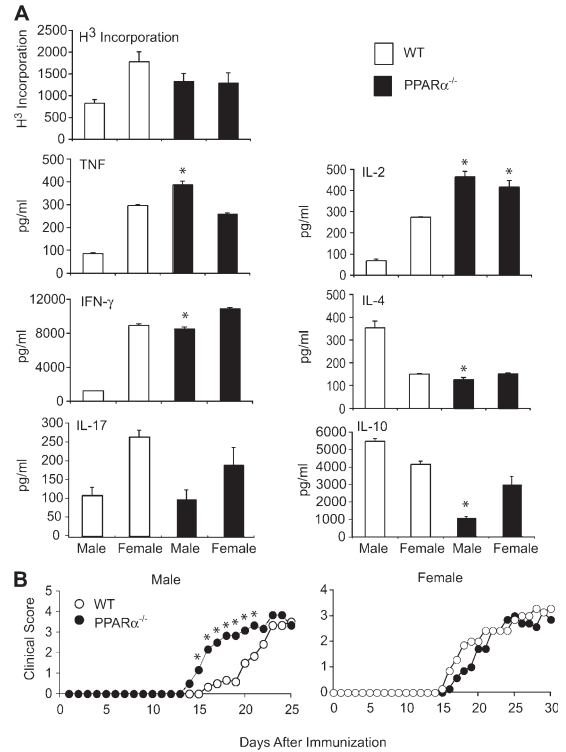 A
H³ Incorporation
H³ Incorporation
2500
2000
1500
1000
500
0
WT
PPARα⁻/⁻
TNF
pg/ml
500
400
300
200
100
0
*
IL-2
pg/ml
500
400
300
200
100
0
* *
IFN-γ
pg/ml
12000
8000
4000
0
*
IL-4
pg/ml
500
400
300
200
100
0
*
IL-17
pg/ml
300
250
200
150
100
50
0
Male Female Male Female
IL-10
pg/ml
6000
5000
4000
3000
2000
1000
0
*
Male Female Male Female
B
Male
WT
PPARα⁻/⁻
Clinical Score
5
4
3
2
1
0
* * * * * * *
0 5 10 15 20 25
Female
4
3
2
1
0
0 5 10 15 20 25 30
Days After Immunization